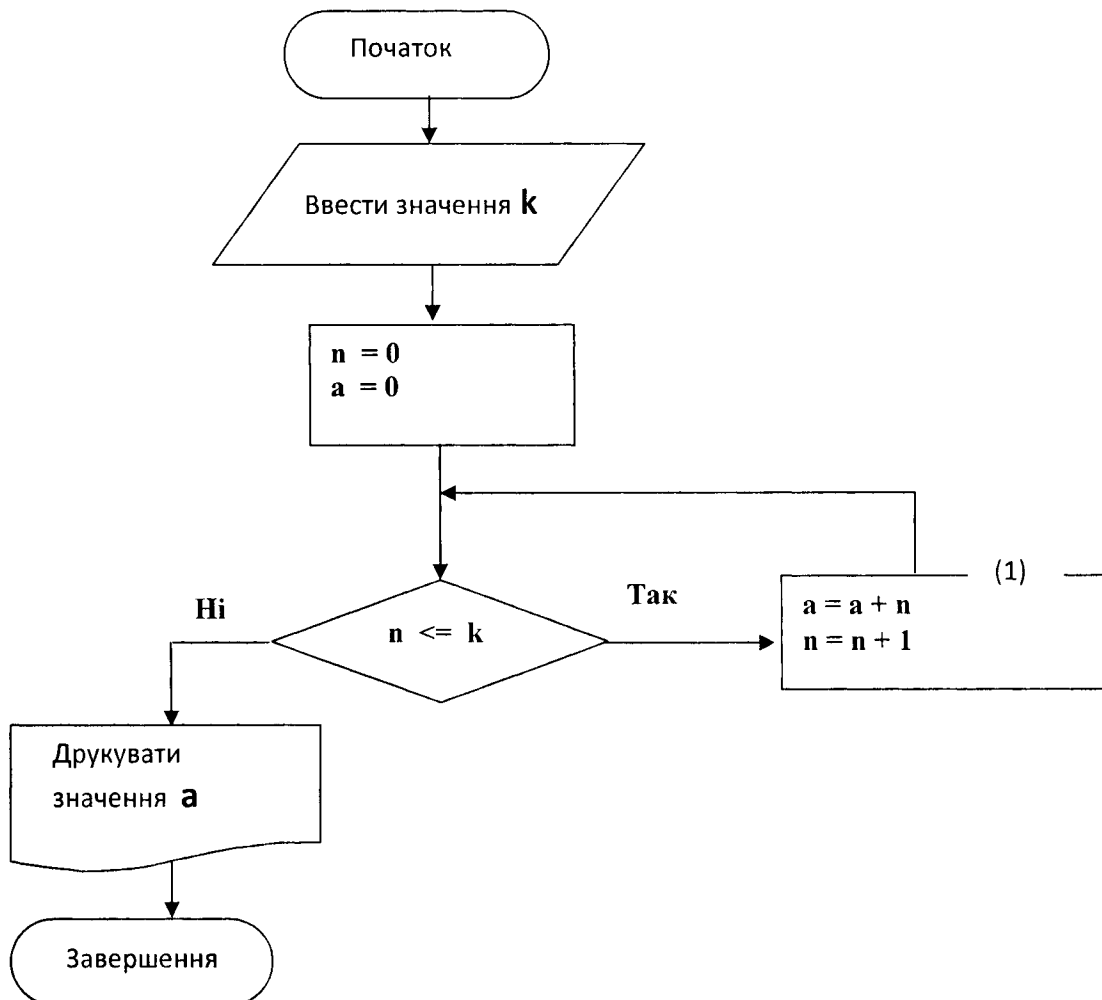 Початок
Ввести значення k
n = 0
a = 0
(1)
Ні
Так
n <= k
a = a + n
n = n + 1
Друкувати
значення a
Завершення